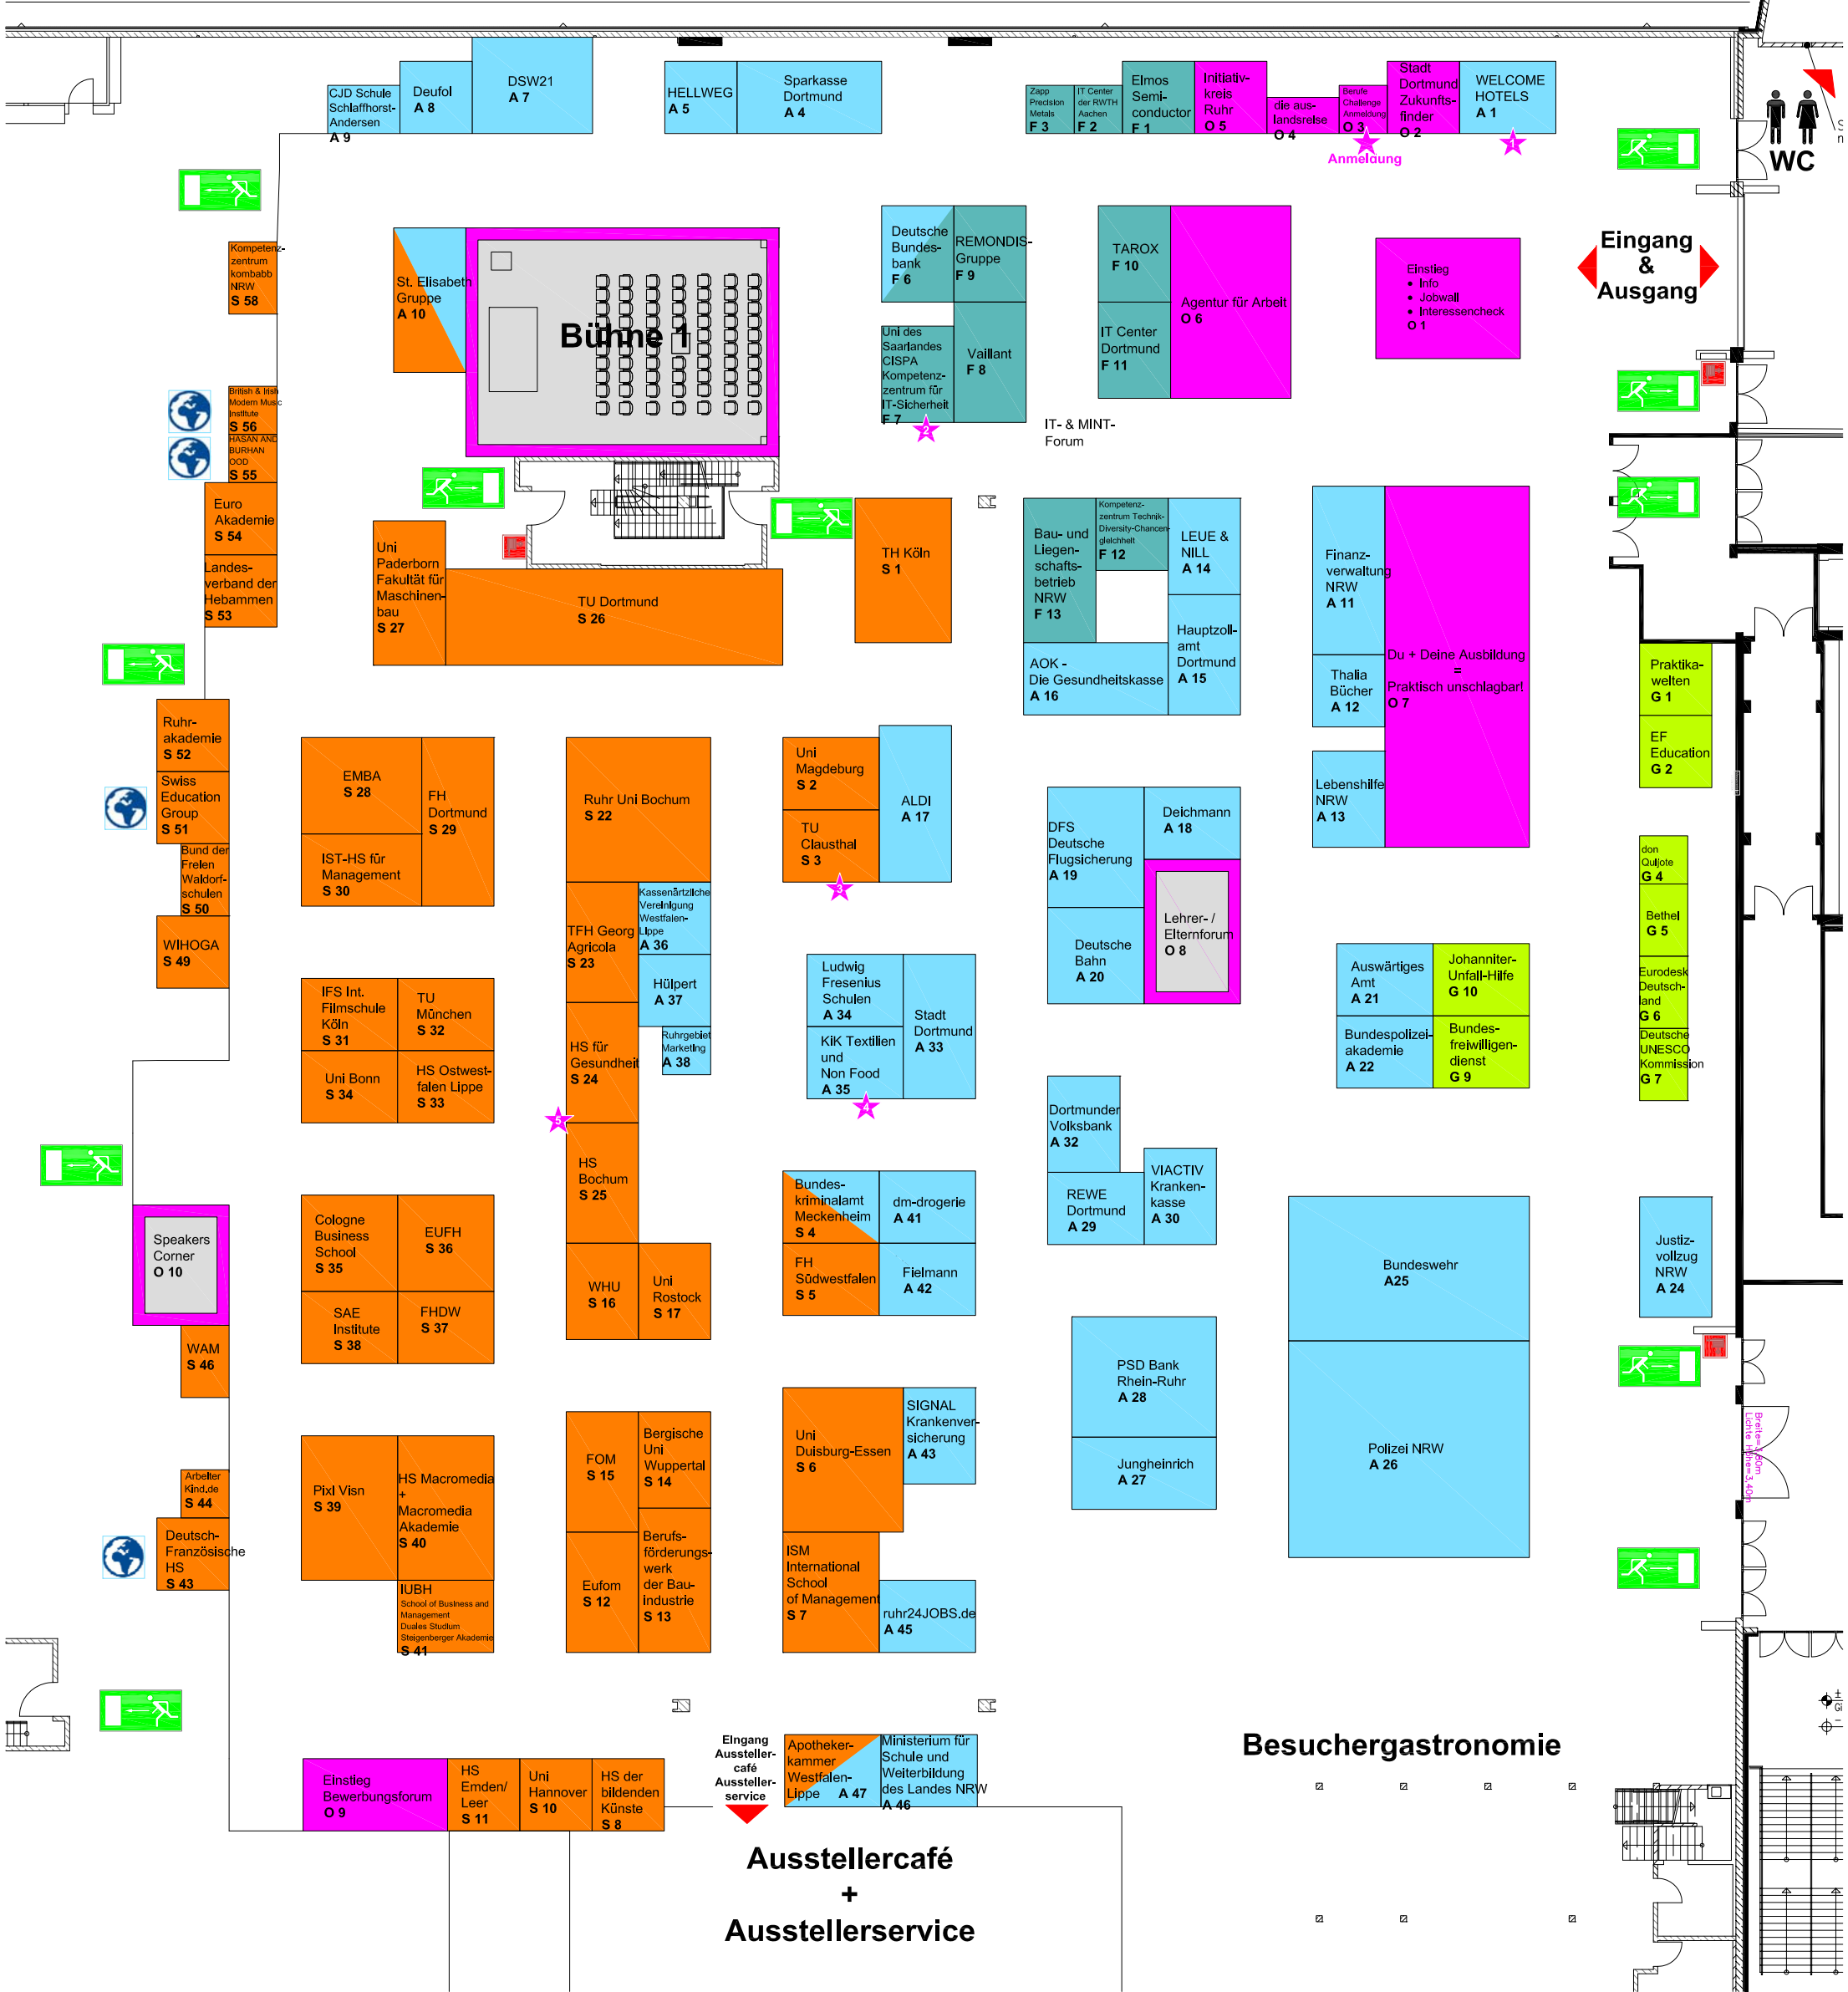 CJD Schule
Schlaffhorst-
Andersen
A 9
Deufol
A 8
DSW21
A 7
HELLWEG
A 5
Sparkasse
Dortmund
A 4
Zapp
Precision
Metals
F 3
IT Center
der RWTH
Aachen
F 2
Elmos
Semi-
conductor
F 1
Initiativ-
kreis
Ruhr
O 5
die aus-
landsreise
O 4
Berufe
Challenge
Anmeldung
O 3
Stadt
Dortmund
Zukunfts-
finder
O 2
WELCOME
HOTELS
A 1
Anmeldung
1
WC
Kompetenz-
zentrum
kombabb
NRW
S 58
St. Elisabeth
Gruppe
A 10
Bühne 1
Deutsche
Bundes-
bank
F 6
REMONDIS-
Gruppe
F 9
Uni des
Saarlandes
CISPA
Kompetenz-
zentrum für
IT-Sicherheit
F 7
2
Vaillant
F 8
TAROX
F 10
IT Center
Dortmund
F 11
Agentur für Arbeit
O 6
Einstieg
• Info
• Jobwall
• Interessencheck
O 1
Eingang
&
Ausgang
IT- & MINT-
Forum
British & Irish
Modern Music
Institute
S 56
HASAN AND
BURHAN
OOD
S 55
Euro
Akademie
S 54
Landes-
verband der
Hebammen
S 53
Uni
Paderborn
Fakultät für
Maschinen-
bau
S 27
TU Dortmund
S 26
TH Köln
S 1
Bau- und
Liegen-
schafts-
betrieb
NRW
F 13
Kompetenz-
zentrum Technik-
Diversity-Chancen-
gleichheit
F 12
LEUE &
NILL
A 14
Hauptzoll-
amt
Dortmund
A 15
AOK -
Die Gesundheitskasse
A 16
Finanz-
verwaltung
NRW
A 11
Thalia
Bücher
A 12
Lebenshilfe
NRW
A 13
Du + Deine Ausbildung
=
Praktisch unschlagbar!
O 7
Praktika-
welten
G 1
EF
Education
G 2
Ruhr-
akademie
S 52
Swiss
Education
Group
S 51
Bund der
Freien
Waldorf-
schulen
S 50
WIHOGA
S 49
EMBA
S 28
FH
Dortmund
S 29
IST-HS für
Management
S 30
Ruhr Uni Bochum
S 22
Uni
Magdeburg
S 2
TU
Clausthal
S 3
3
ALDI
A 17
DFS
Deutsche
Flugsicherung
A 19
Deichmann
A 18
Deutsche
Bahn
A 20
Lehrer- /
Elternforum
O 8
don
Quijote
G 4
Bethel
G 5
Eurodesk
Deutsch-
land
G 6
Deutsche
UNESCO
Kommission
G 7
TFH Georg
Agricola
S 23
Kassenärtzliche
Vereinigung
Westfalen-
Lippe
A 36
Hülpert
A 37
Ruhrgebiet
Marketing
A 38
HS für
Gesundheit
S 24
5
HS
Bochum
S 25
IFS Int.
Filmschule
Köln
S 31
TU
München
S 32
Uni Bonn
S 34
HS Ostwest-
falen Lippe
S 33
Ludwig
Fresenius
Schulen
A 34
Stadt
Dortmund
A 33
KiK Textilien
und
Non Food
A 35
4
Auswärtiges
Amt
A 21
Johanniter-
Unfall-Hilfe
G 10
Bundespolizei-
akademie
A 22
Bundes-
freiwilligen-
dienst
G 9
Dortmunder
Volksbank
A 32
REWE
Dortmund
A 29
VIACTIV
Kranken-
kasse
A 30
Speakers
Corner
O 10
WAM
S 46
Cologne
Business
School
S 35
EUFH
S 36
SAE
Institute
S 38
FHDW
S 37
WHU
S 16
Uni
Rostock
S 17
Bundes-
kriminalamt
Meckenheim
S 4
dm-drogerie
A 41
FH
Südwestfalen
S 5
Fielmann
A 42
Bundeswehr
A25
Justiz-
vollzug
NRW
A 24
PSD Bank
Rhein-Ruhr
A 28
Jungheinrich
A 27
Polizei NRW
A 26
Breite=3,80m
Lichte Höhe=3,40m
Arbeiter
Kind.de
S 44
Deutsch-
Französische
HS
S 43
Pixl Visn
S 39
HS Macromedia
+
Macromedia
Akademie
S 40
IUBH
School of Business and
Management
Duales Studium
Steigenberger Akademie
S 41
FOM
S 15
Bergische
Uni
Wuppertal
S 14
Eufom
S 12
Berufs-
förderungs-
werk
der Bau-
industrie
S 13
Uni
Duisburg-Essen
S 6
SIGNAL
Krankenver-
sicherung
A 43
ISM
International
School
of Management
S 7
ruhr24JOBS.de
A 45
Einstieg
Bewerbungsforum
O 9
HS
Emden/
Leer
S 11
Uni
Hannover
S 10
HS der
bildenden
Künste
S 8
Eingang
Aussteller-
café
Aussteller-
service
Apotheker-
kammer
Westfalen-
Lippe A 47
Ministerium für
Schule und
Weiterbildung
des Landes NRW
A 46
Besuchergastronomie
Ausstellercafé
+
Ausstellerservice